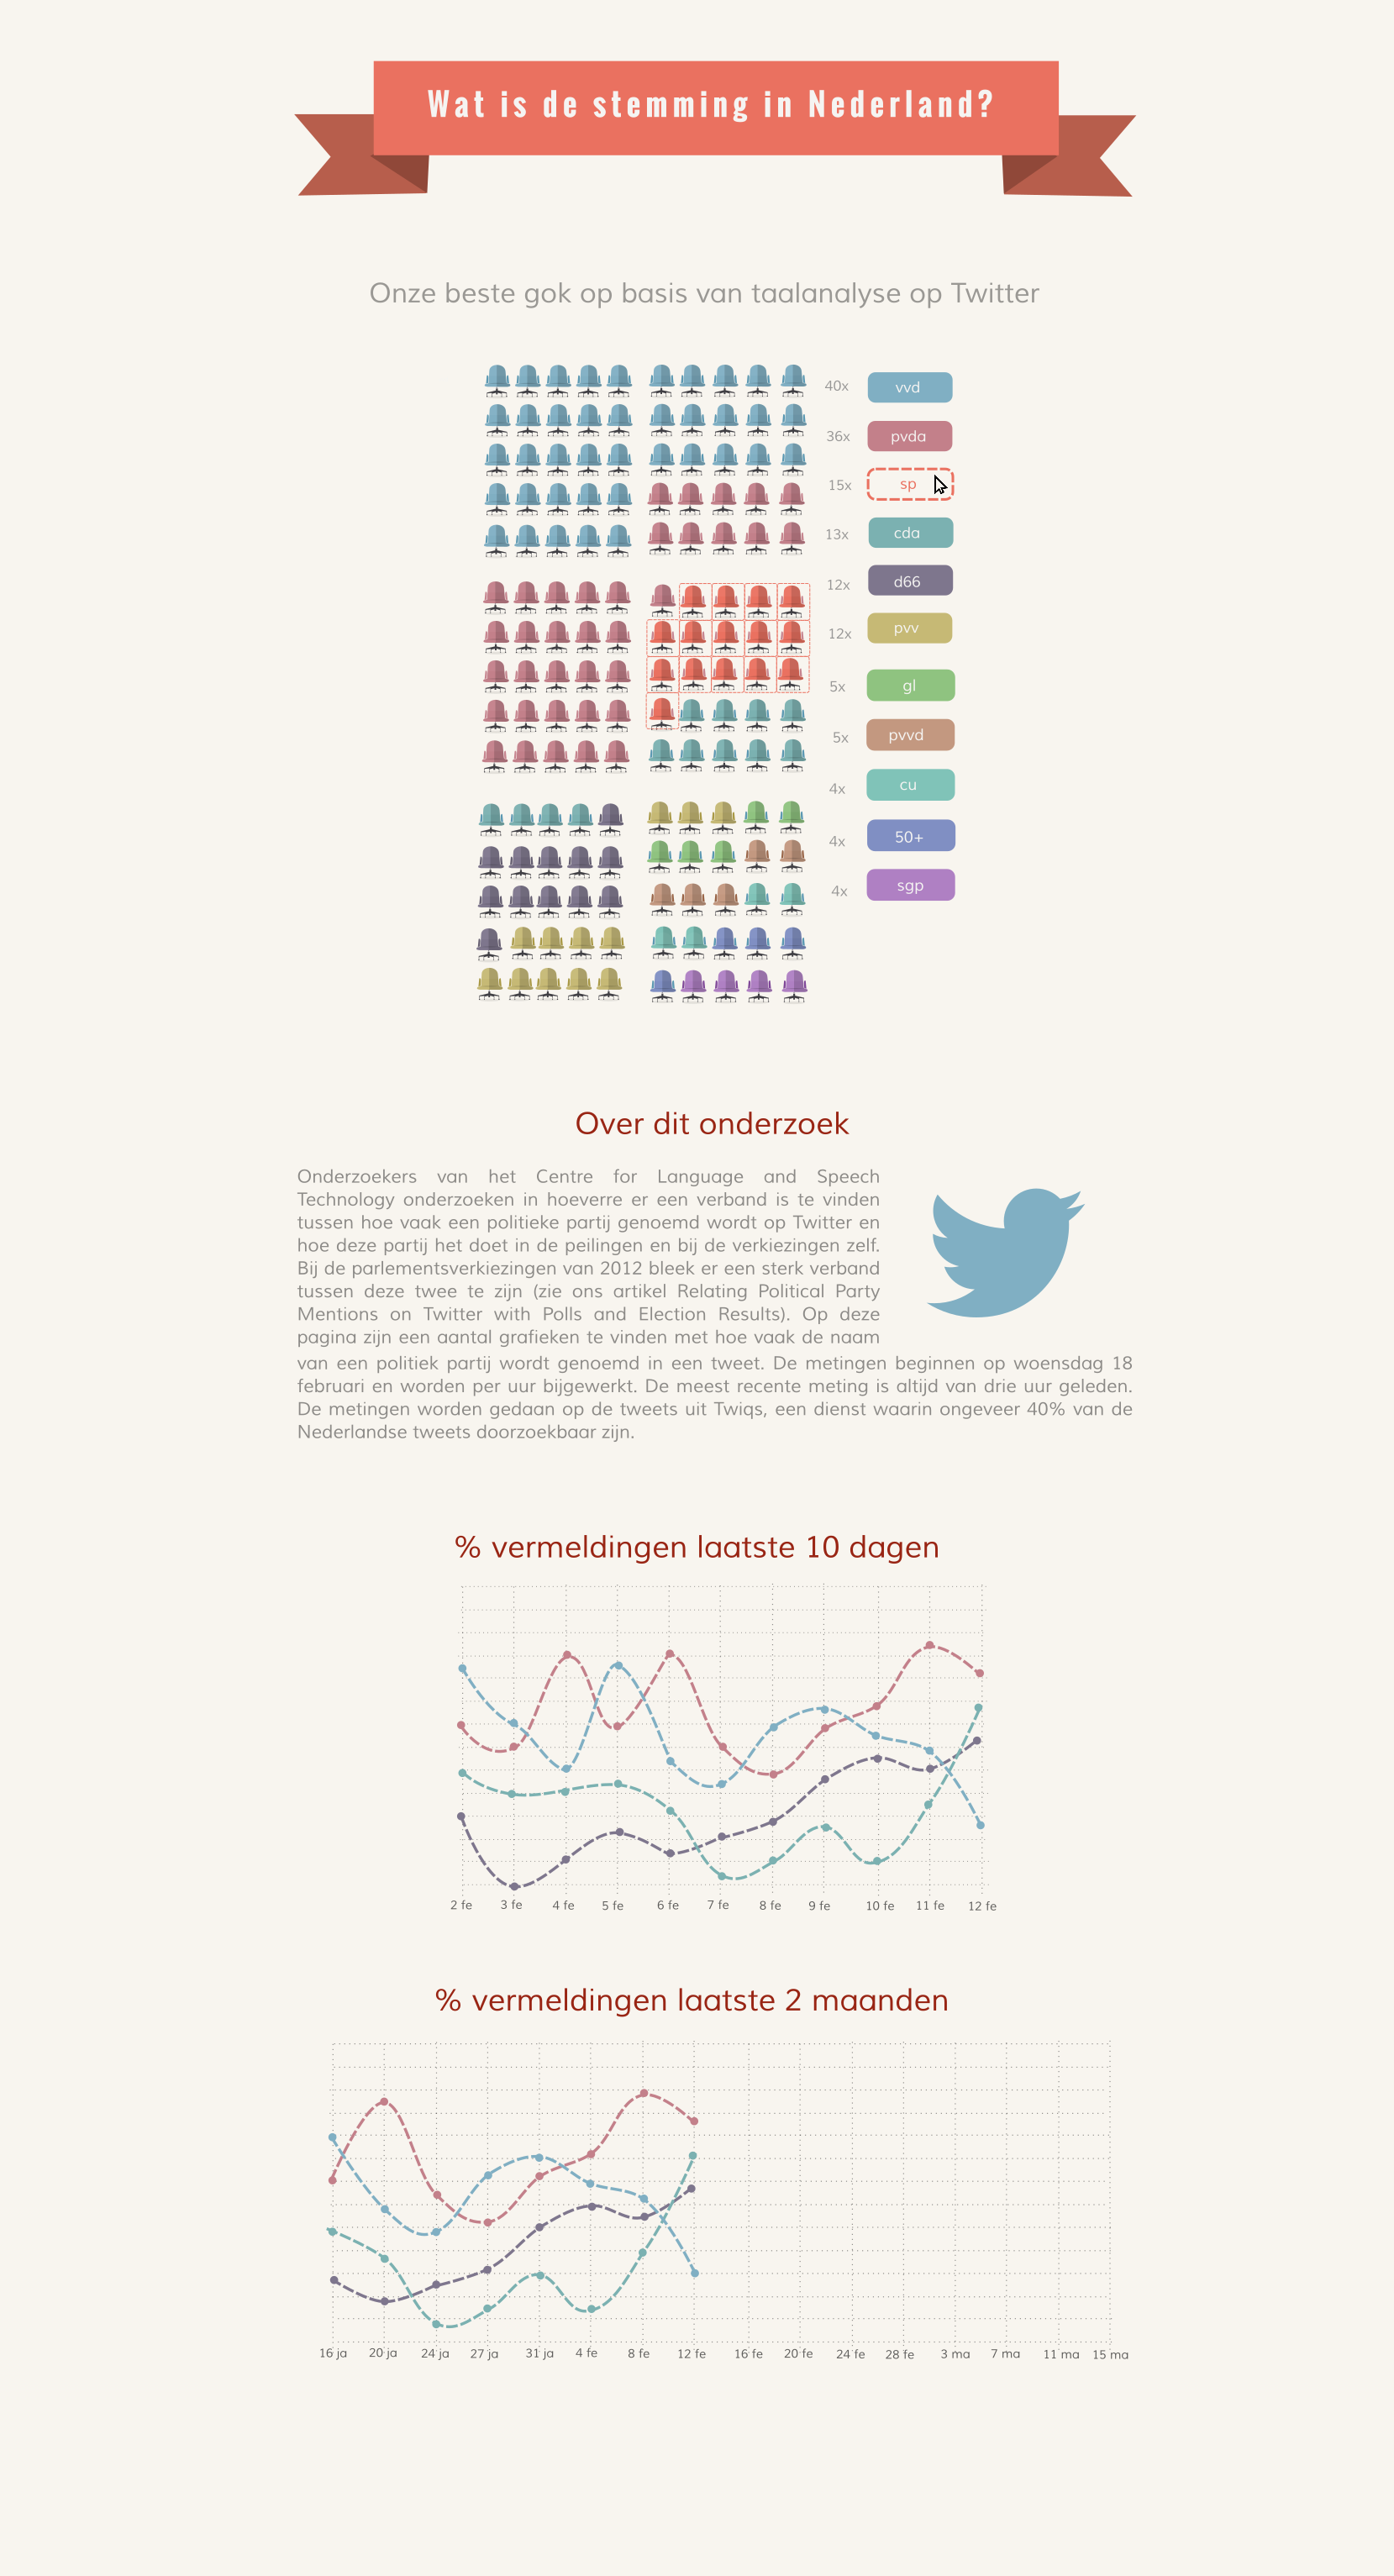 Wat is de stemming in Nederland?
Onze beste gok op basis van taalanalyse op Twitter
40x vvd
36x pvda
15x sp
13x cda
12x d66
12x pvv
5x gl
5x pvvd
4x cu
4x 50+
4x sgp
Over dit onderzoek
Onderzoekers van het Centre for Language and Speech
Technology onderzoeken in hoeverre er een verband is te vinden
tussen hoe vaak een politieke partij genoemd wordt op Twitter en
hoe deze partij het doet in de peilingen en bij de verkiezingen zelf.
Bij de parlementsverkiezingen van 2012 bleek er een sterk verband
tussen deze twee te zijn (zie ons artikel Relating Political Party
Mentions on Twitter with Polls and Election Results). Op deze
pagina zijn een aantal grafieken te vinden met hoe vaak de naam
van een politiek partij wordt genoemd in een tweet. De metingen beginnen op woensdag 18
februari en worden per uur bijgewerkt. De meest recente meting is altijd van drie uur geleden.
De metingen worden gedaan op de tweets uit Twiqs, een dienst waarin ongeveer 40% van de
Nederlandse tweets doorzoekbaar zijn.
% vermeldingen laatste 10 dagen
2 fe 3 fe 4 fe 5 fe 6 fe 7 fe 8 fe 9 fe 10 fe 11 fe 12 fe
% vermeldingen laatste 2 maanden
16 ja 20 ja 24 ja 27 ja 31 ja 4 fe 8 fe 12 fe 16 fe 20 fe 24 fe 28 fe 3 ma 7 ma 11 ma 15 ma